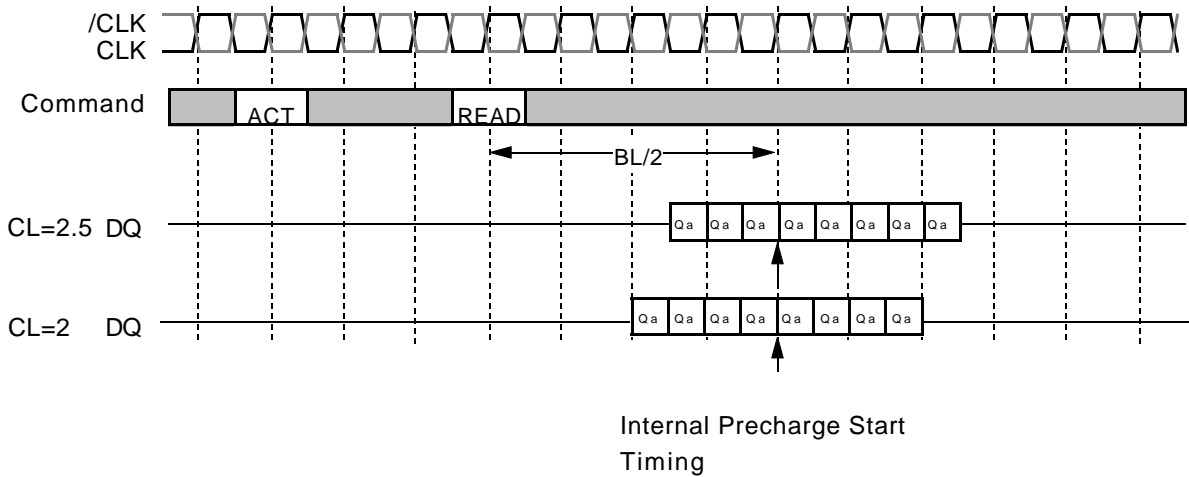 /CLK
CLK
Command
ACT
READ
BL/2
CL=2.5 DQ
Qa Qa Qa Qa Qa Qa Qa Qa
CL=2 DQ
Qa Qa Qa Qa Qa Qa Qa Qa
Internal Precharge Start
Timing